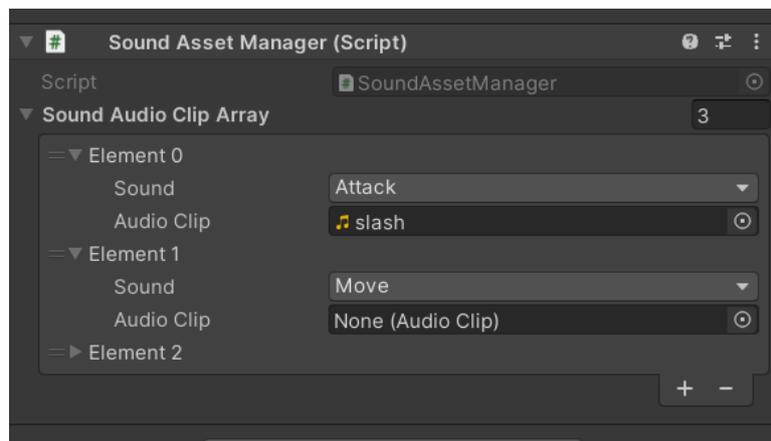 Sound Asset Manager (Script)
Script SoundAssetManager
Sound Audio Clip Array 3
Element 0
Sound Attack
Audio Clip slash
Element 1
Sound Move
Audio Clip None (Audio Clip)
Element 2